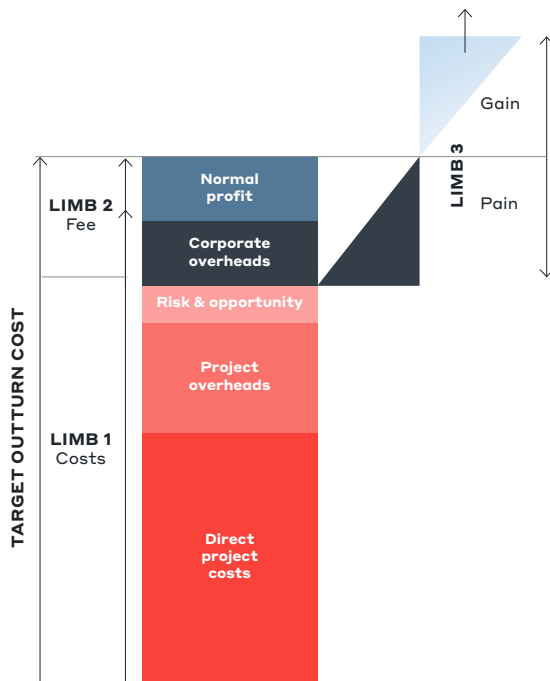 Gain
LIMB 3
Pain
Normal
profit
LIMB 2
Fee
Corporate
overheads
Risk & opportunity
Project
overheads
TARGET OUTTURN COST
LIMB 1
Costs
Direct
project
costs